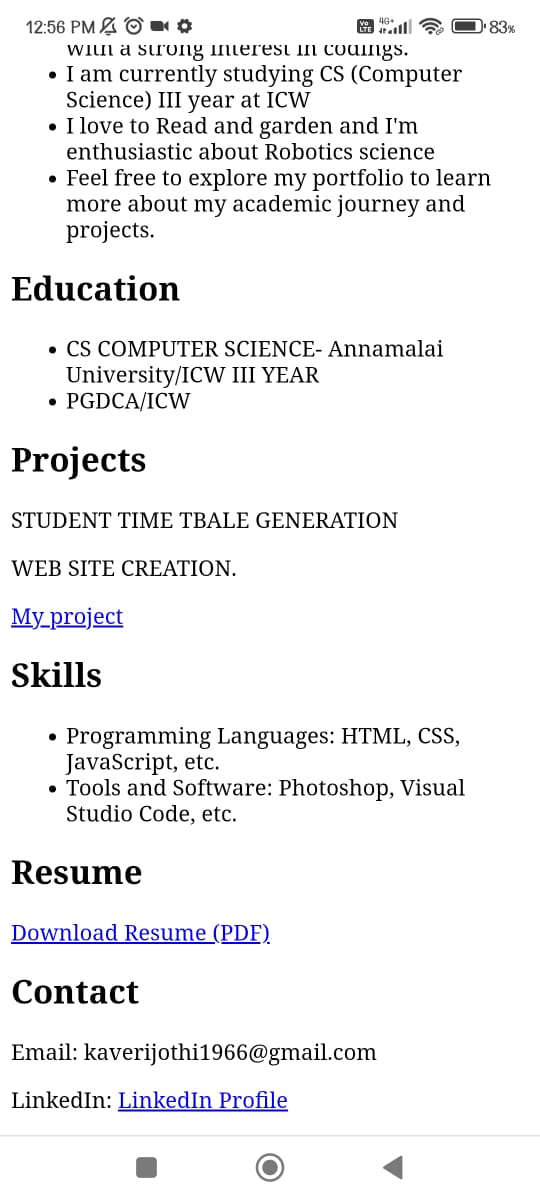 12:56 PM
Vo LTE 4G+ 83%
with a strong interest in codings.
• I am currently studying CS (Computer
Science) III year at ICW
• I love to Read and garden and I'm
enthusiastic about Robotics science
• Feel free to explore my portfolio to learn
more about my academic journey and
projects.
Education
• CS COMPUTER SCIENCE- Annamalai
University/ICW III YEAR
• PGDCA/ICW
Projects
STUDENT TIME TBALE GENERATION
WEB SITE CREATION.
My project
Skills
• Programming Languages: HTML, CSS,
JavaScript, etc.
• Tools and Software: Photoshop, Visual
Studio Code, etc.
Resume
Download Resume (PDF)
Contact
Email: kaverijothi1966@gmail.com
LinkedIn: LinkedIn Profile